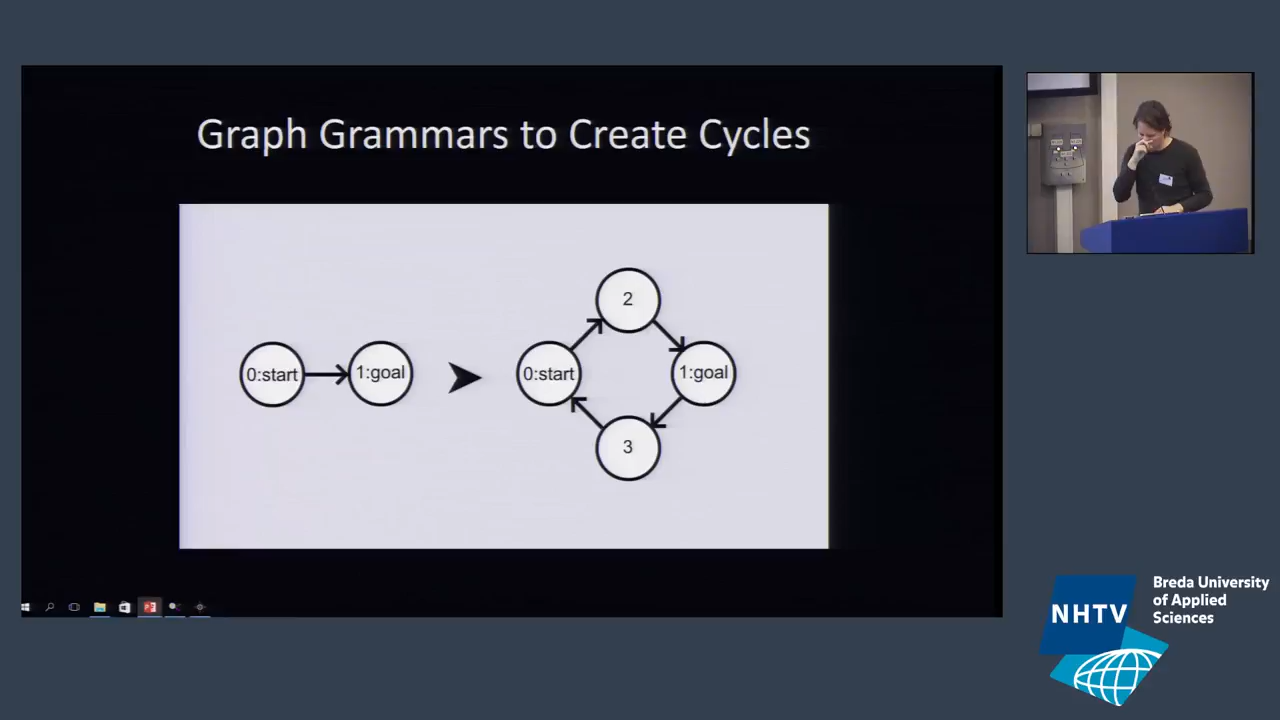 Graph Grammars to Create Cycles
0:start
1:goal
2
0:start
1:goal
3
NHTV
Breda University
of Applied
Sciences